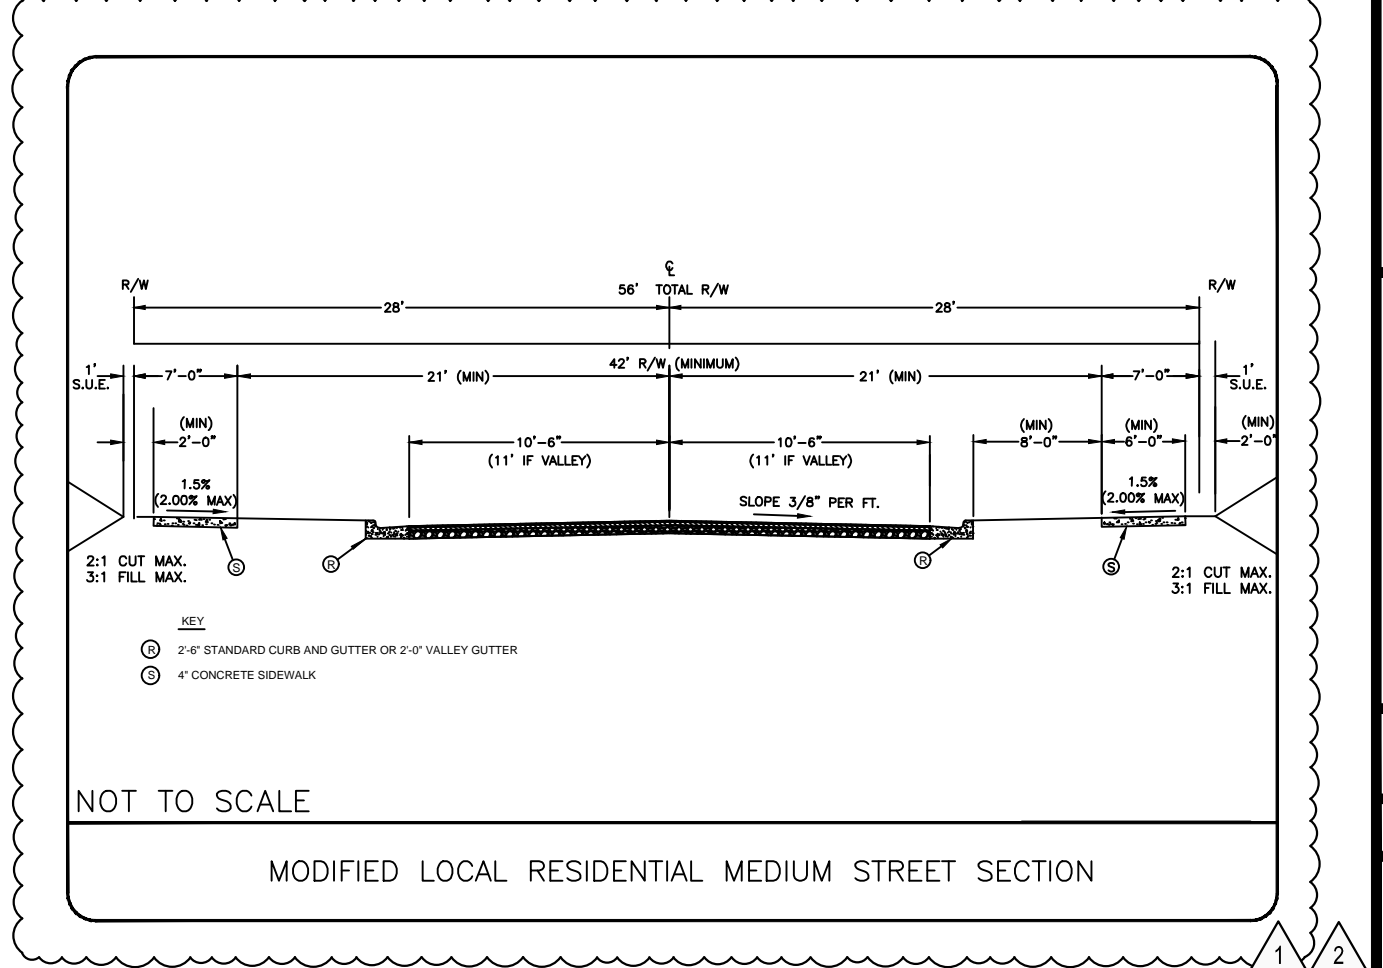 ℄
R/W
56' TOTAL R/W
R/W
28'
28'
42' R/W (MINIMUM)
1'
S.U.E.
7'-0"
21' (MIN)
21' (MIN)
7'-0"
1'
S.U.E.
(MIN)
2'-0"
10'-6"
(11' IF VALLEY)
10'-6"
(11' IF VALLEY)
(MIN)
8'-0"
(MIN)
6'-0"
(MIN)
2'-0"
1.5%
(2.00% MAX)
SLOPE 3/8" PER FT.
1.5%
(2.00% MAX)
2:1 CUT MAX.
3:1 FILL MAX.
S
R
R
S
2:1 CUT MAX.
3:1 FILL MAX.
KEY
R 2'-6" STANDARD CURB AND GUTTER OR 2'-0" VALLEY GUTTER
S 4" CONCRETE SIDEWALK
NOT TO SCALE
MODIFIED LOCAL RESIDENTIAL MEDIUM STREET SECTION
1 2